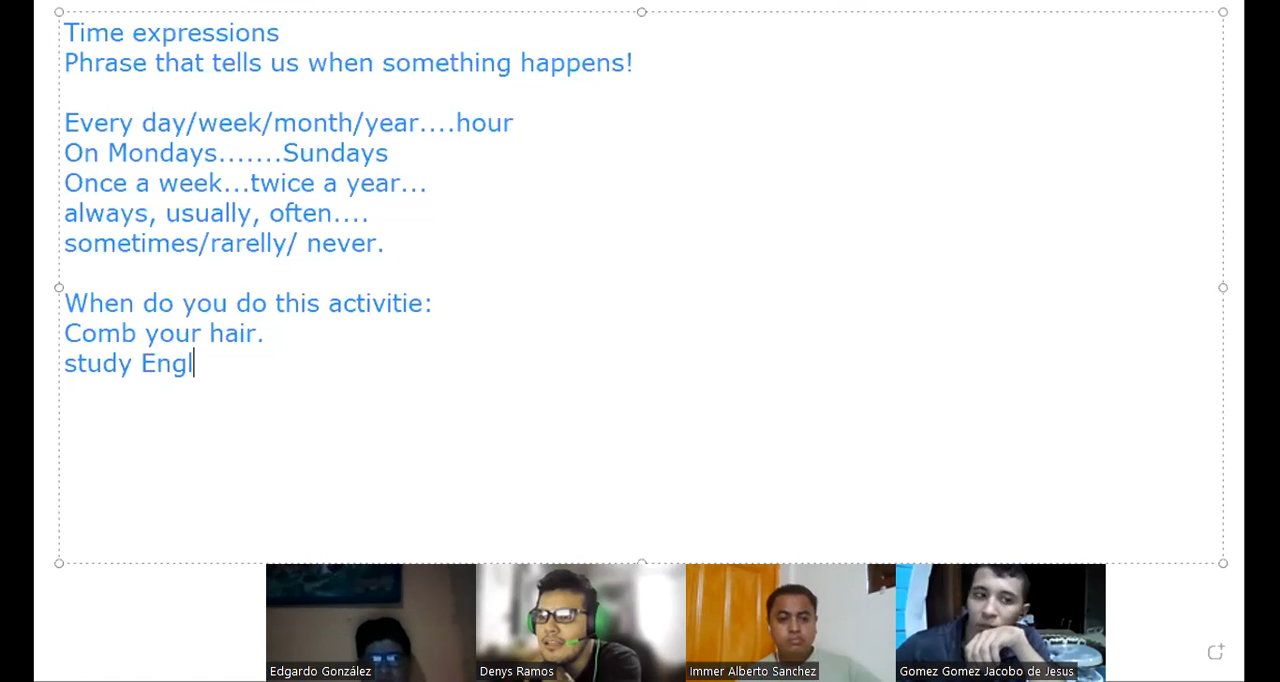 Time expressions
Phrase that tells us when something happens!
Every day/week/month/year....hour
On Mondays.......Sundays
Once a week...twice a year...
always, usually, often....
sometimes/rarelly/ never.
When do you do this activitie:
Comb your hair.
study Engl
Edgardo González
Denys Ramos
Immer Alberto Sanchez
Gomez Gomez Jacobo de Jesus